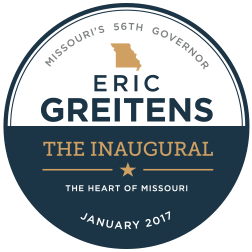 MISSOURI'S 56TH GOVERNOR
ERIC
GREITENS
THE INAUGURAL
THE HEART OF MISSOURI
JANUARY 2017